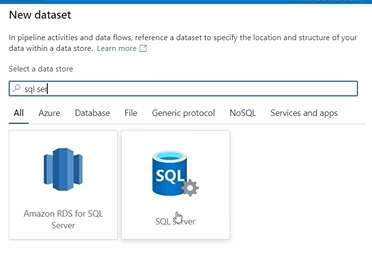 New dataset
In pipeline activities and data flows, reference a dataset to specify the location and structure of your
data within a data store. Learn more
Select a data store
sql ser
All Azure Database File Generic protocol NoSQL Services and apps
SQL
Amazon RDS for SQL
Server
SQL server